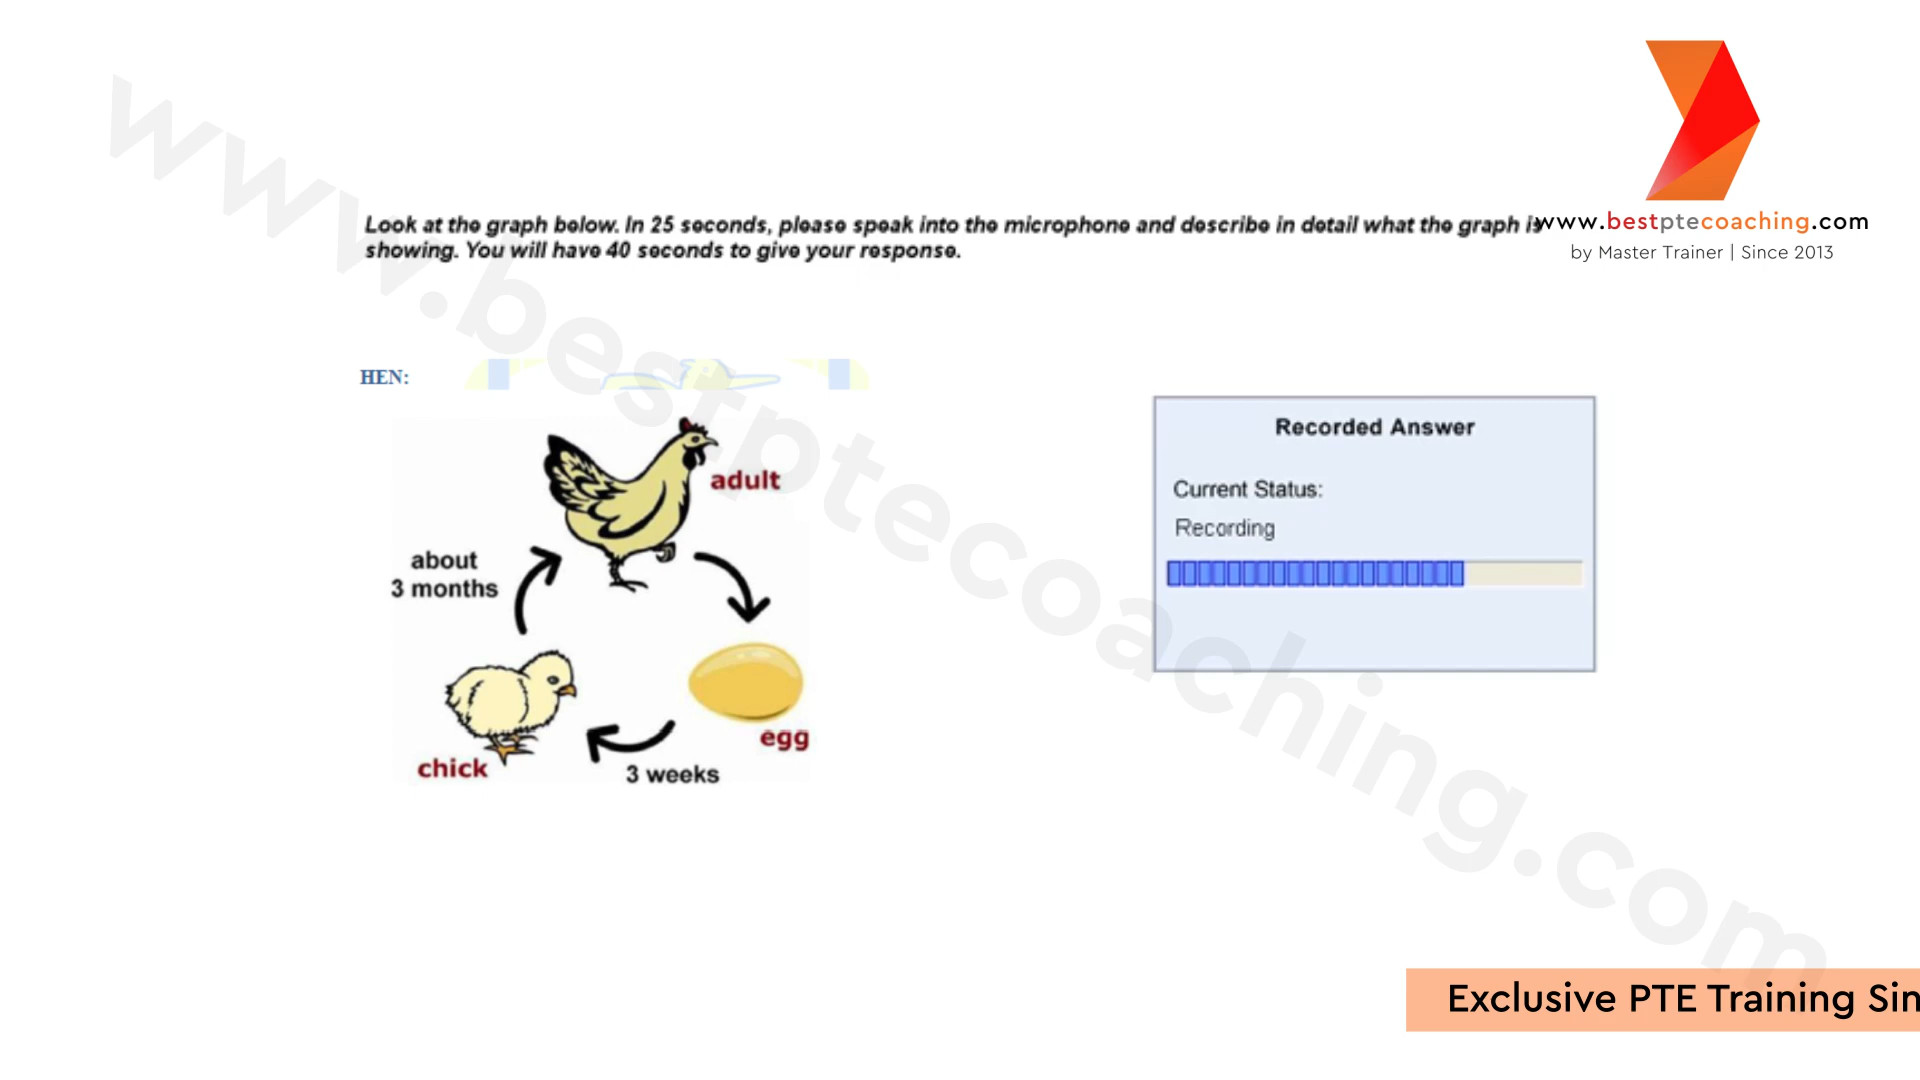 www.bestptecoaching.com
www.bestptecoaching.com
by Master Trainer | Since 2013
Look at the graph below. In 25 seconds, please speak into the microphone and describe in detail what the graph is
showing. You will have 40 seconds to give your response.
HEN:
adult
about
3 months
egg
chick
3 weeks
Recorded Answer
Current Status:
Recording
Exclusive PTE Training Sin